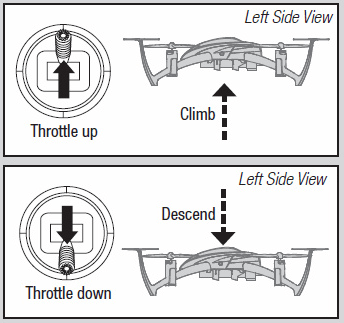 Left Side View
Climb
Throttle up
Left Side View
Descend
Throttle down